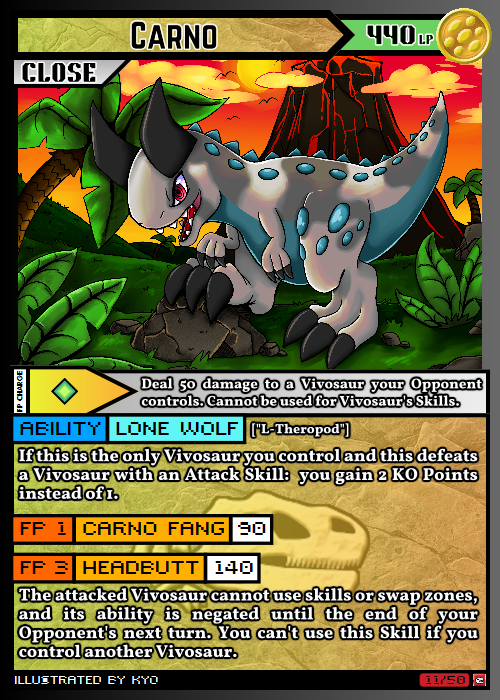 CARNO
440 LP
CLOSE
FP CHARGE
Deal 50 damage to a Vivosaur your Opponent
controls. Cannot be used for Vivosaur's Skills.
ABILITY LONE WOLF ["L-Theropod"]
If this is the only Vivosaur you control and this defeats
a Vivosaur with an Attack Skill: you gain 2 KO Points
instead of 1.
FP 1 CARNO FANG 90
FP 3 HEADBUTT 140
The attacked Vivosaur cannot use skills or swap zones,
and its ability is negated until the end of your
Opponent's next turn. You can't use this Skill if you
control another Vivosaur.
ILLUSTRATED BY KYO
11/50